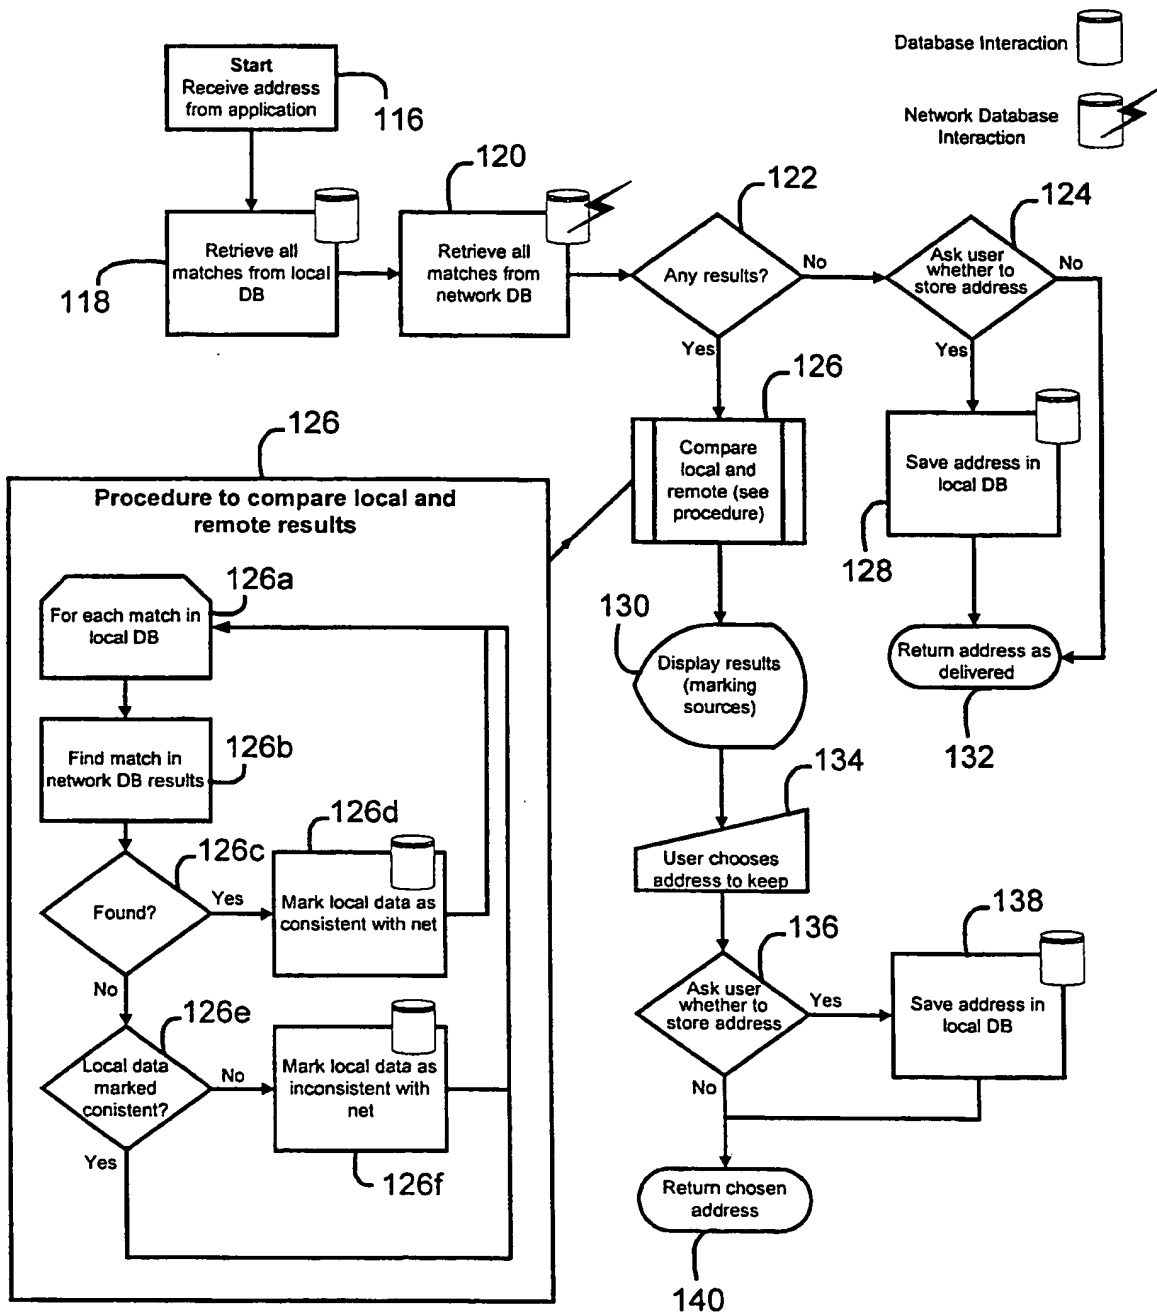 Database Interaction
Network Database
Interaction
Start
Receive address
from application
116
118
Retrieve all
matches from local
DB
120
Retrieve all
matches from
network DB
122
Any results?
No
Yes
124
Ask user
whether to
store address
No
Yes
126
Compare
local and
remote (see
procedure)
Save address in
local DB
128
130
Display results
(marking
sources)
Return address as
delivered
132
134
User chooses
address to keep
136
Ask user
whether to
store address
Yes
No
138
Save address in
local DB
Return chosen
address
140
126
Procedure to compare local and
remote results
126a
For each match in
local DB
126b
Find match in
network DB results
126c
Found?
Yes
No
126d
Mark local data as
consistent with net
126e
Local data
marked
conistent?
No
Yes
Mark local data as
inconsistent with
net
126f